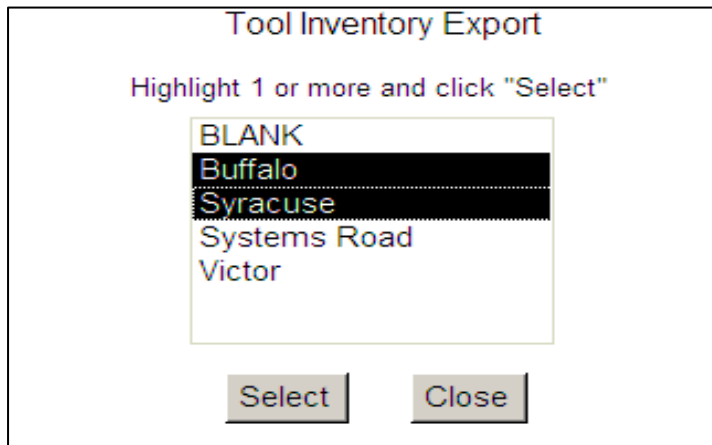 Tool Inventory Export
Highlight 1 or more and click "Select"
BLANK
Buffalo
Syracuse
Systems Road
Victor
Select Close